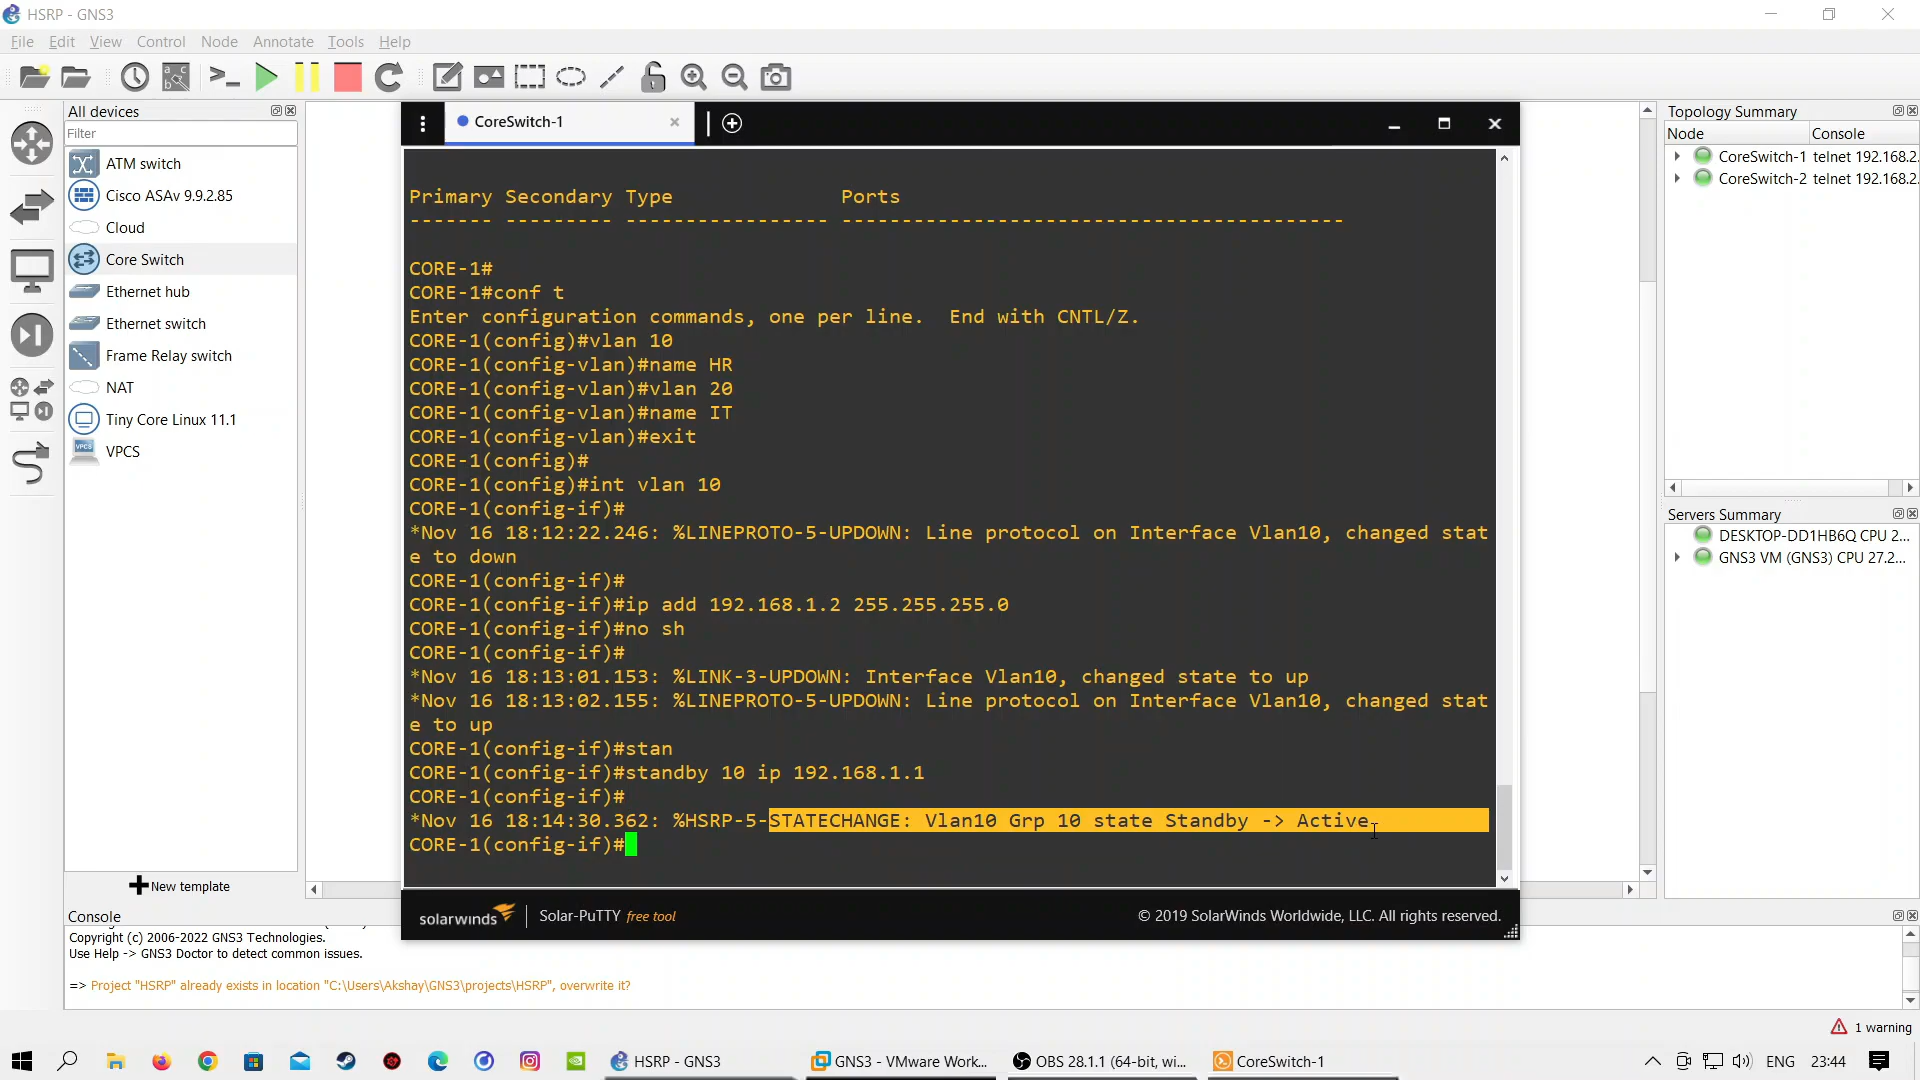 HSRP - GNS3
File Edit View Control Node Annotate Tools Help
All devices
Filter
ATM switch
Cisco ASAv 9.9.2.85
Cloud
Core Switch
Ethernet hub
Ethernet switch
Frame Relay switch
NAT
Tiny Core Linux 11.1
VPCS
New template
CoreSwitch-1
Primary Secondary Type Ports
------- --------- ----------------- ------------------------------------------
CORE-1#
CORE-1#conf t
Enter configuration commands, one per line. End with CNTL/Z.
CORE-1(config)#vlan 10
CORE-1(config-vlan)#name HR
CORE-1(config-vlan)#vlan 20
CORE-1(config-vlan)#name IT
CORE-1(config-vlan)#exit
CORE-1(config)#
CORE-1(config)#int vlan 10
CORE-1(config-if)#
*Nov 16 18:12:22.246: %LINEPROTO-5-UPDOWN: Line protocol on Interface Vlan10, changed stat
e to down
CORE-1(config-if)#
CORE-1(config-if)#ip add 192.168.1.2 255.255.255.0
CORE-1(config-if)#no sh
CORE-1(config-if)#
*Nov 16 18:13:01.153: %LINK-3-UPDOWN: Interface Vlan10, changed state to up
*Nov 16 18:13:02.155: %LINEPROTO-5-UPDOWN: Line protocol on Interface Vlan10, changed stat
e to up
CORE-1(config-if)#stan
CORE-1(config-if)#standby 10 ip 192.168.1.1
CORE-1(config-if)#
*Nov 16 18:14:30.362: %HSRP-5-STATECHANGE: Vlan10 Grp 10 state Standby -> Active
CORE-1(config-if)#
solarwinds Solar-PuTTY free tool
© 2019 SolarWinds Worldwide, LLC. All rights reserved.
Topology Summary
Node Console
CoreSwitch-1 telnet 192.168.2.
CoreSwitch-2 telnet 192.168.2.
Servers Summary
DESKTOP-DD1HB6Q CPU 2...
GNS3 VM (GNS3) CPU 27.2...
Console
Copyright (c) 2006-2022 GNS3 Technologies.
Use Help -> GNS3 Doctor to detect common issues.
=> Project "HSRP" already exists in location "C:\Users\Akshay\GNS3\projects\HSRP", overwrite it?
1 warning
HSRP - GNS3
GNS3 - VMware Work...
OBS 28.1.1 (64-bit, wi...
CoreSwitch-1
ENG
23:44